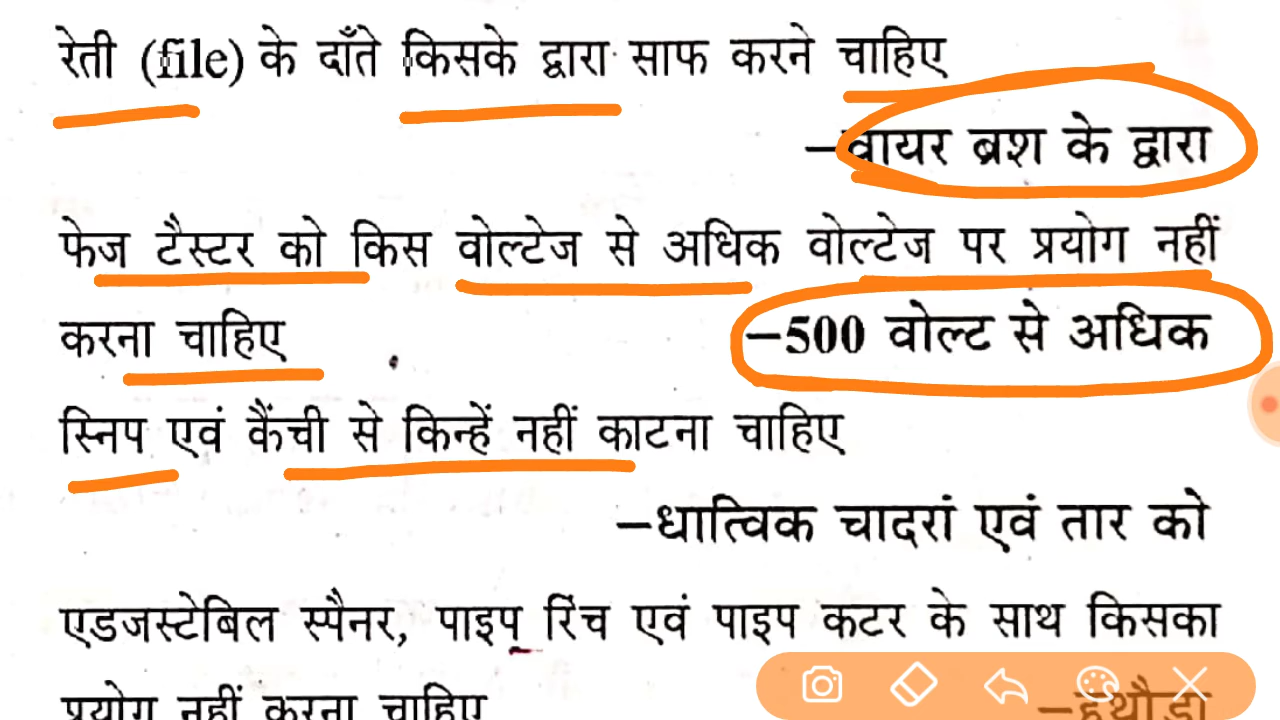 रेती (file) के दाँते किसके द्वारा साफ करने चाहिए
–वायर ब्रश के द्वारा
फेज टैस्टर को किस वोल्टेज से अधिक वोल्टेज पर प्रयोग नहीं
करना चाहिए –500 वोल्ट से अधिक
स्निप एवं कैंची से किन्हें नहीं काटना चाहिए
–धात्विक चादरां एवं तार को
एडजस्टेबिल स्पैनर, पाइप रिंच एवं पाइप कटर के साथ किसका
प्रयोग नहीं करना चाहिए –हथौड़ा